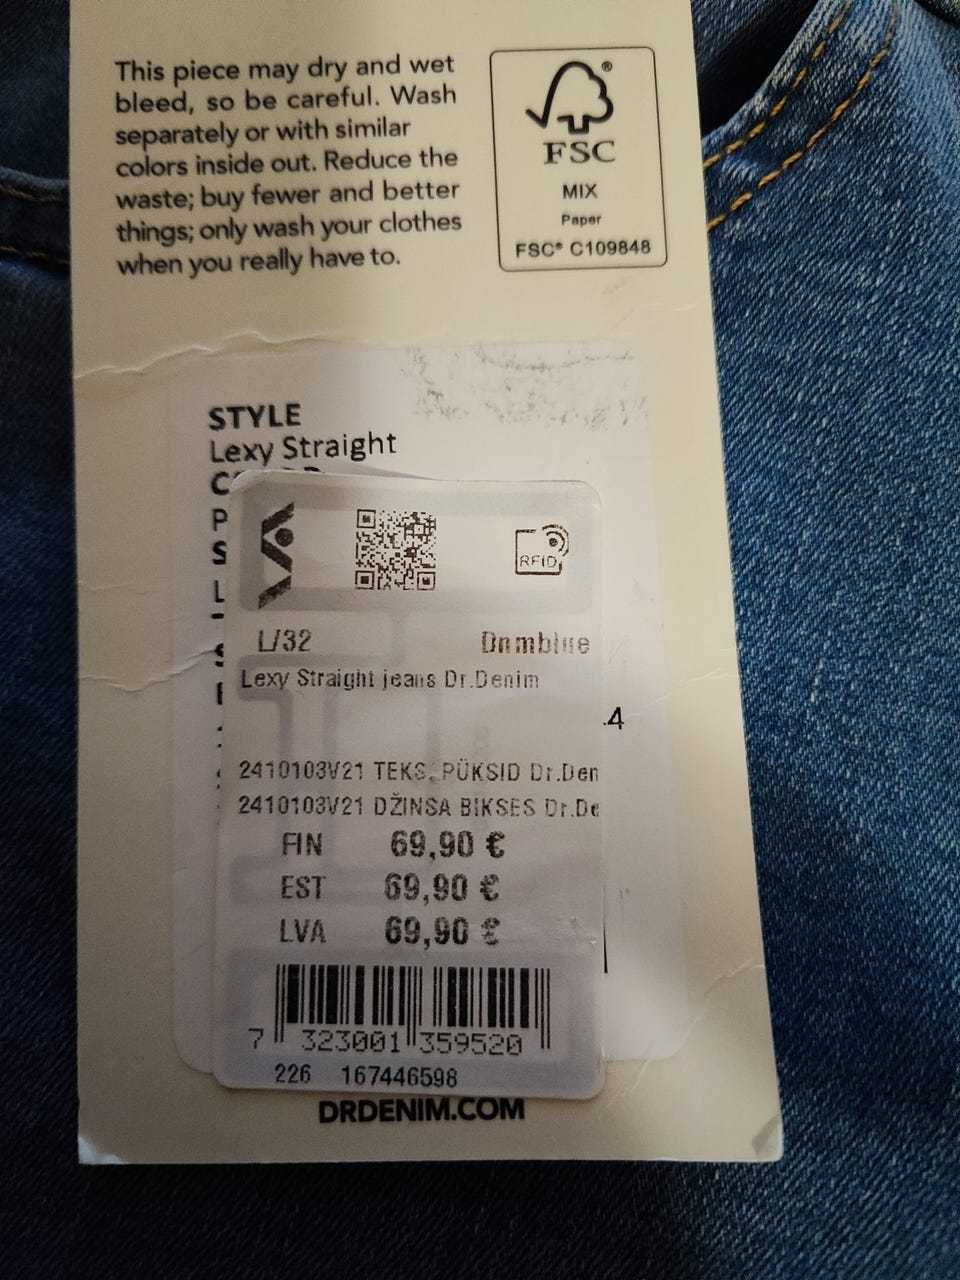 This piece may dry and wet
bleed, so be careful. Wash
separately or with similar
colors inside out. Reduce the
waste; buy fewer and better
things; only wash your clothes
when you really have to.
FSC®
MIX
Paper
FSC® C109848
STYLE
Lexy Straight
RFiD
L/32 Dnmblue
Lexy Straight jeans Dr.Denim
.4
2410103V21 TEKS.PÜKSID Dr.Den
2410103V21 DŽINSA BIKSES Dr.De
FIN 69,90 €
EST 69,90 €
LVA 69,90 €
7 323001 359520
226 167446598
DRDENIM.COM